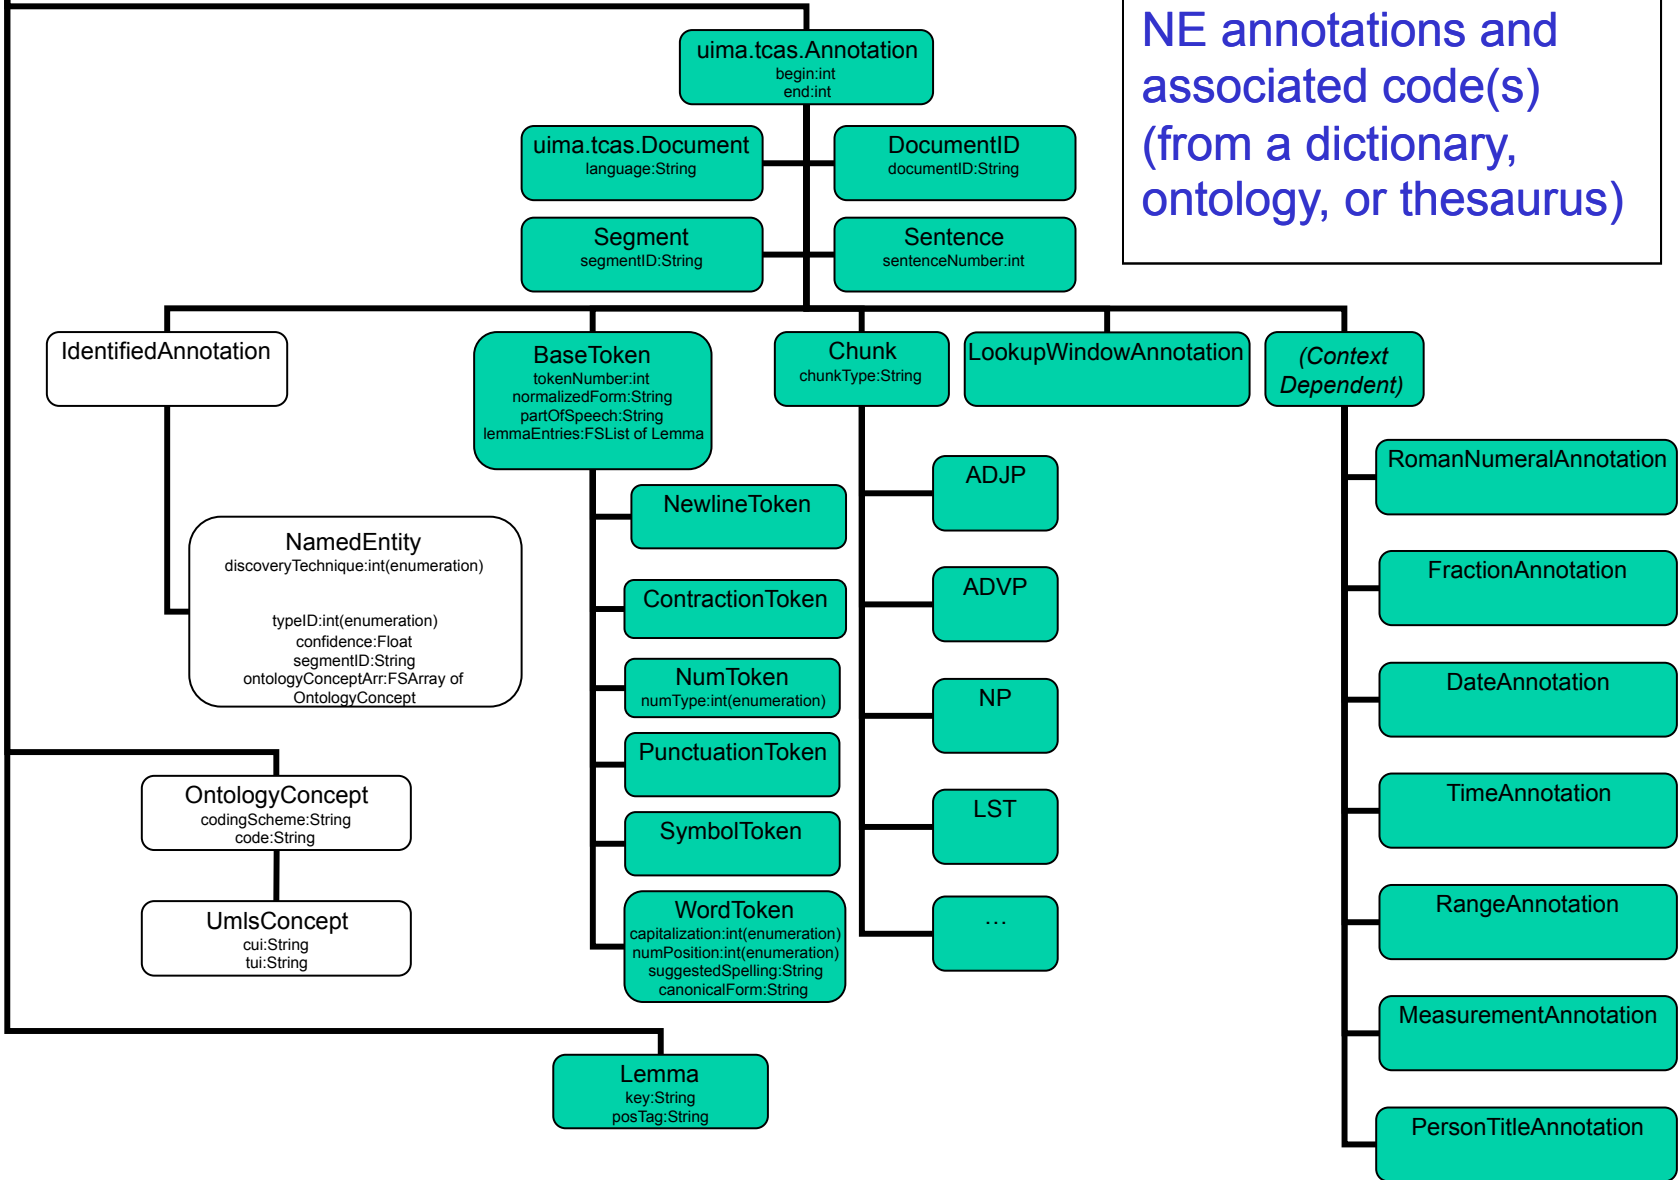 NE annotations and
associated code(s)
(from a dictionary,
ontology, or thesaurus)
uima.tcas.Annotation
begin:int
end:int
uima.tcas.Document
language:String
DocumentID
documentID:String
Segment
segmentID:String
Sentence
sentenceNumber:int
IdentifiedAnnotation
BaseToken
tokenNumber:int
normalizedForm:String
partOfSpeech:String
lemmaEntries:FSList of Lemma
Chunk
chunkType:String
LookupWindowAnnotation
(Context
Dependent)
NamedEntity
discoveryTechnique:int(enumeration)
typeID:int(enumeration)
confidence:Float
segmentID:String
ontologyConceptArr:FSArray of
OntologyConcept
OntologyConcept
codingScheme:String
code:String
UmlsConcept
cui:String
tui:String
NewlineToken
ContractionToken
NumToken
numType:int(enumeration)
PunctuationToken
SymbolToken
WordToken
capitalization:int(enumeration)
numPosition:int(enumeration)
suggestedSpelling:String
canonicalForm:String
ADJP
ADVP
NP
LST
…
RomanNumeralAnnotation
FractionAnnotation
DateAnnotation
TimeAnnotation
RangeAnnotation
MeasurementAnnotation
PersonTitleAnnotation
Lemma
key:String
posTag:String